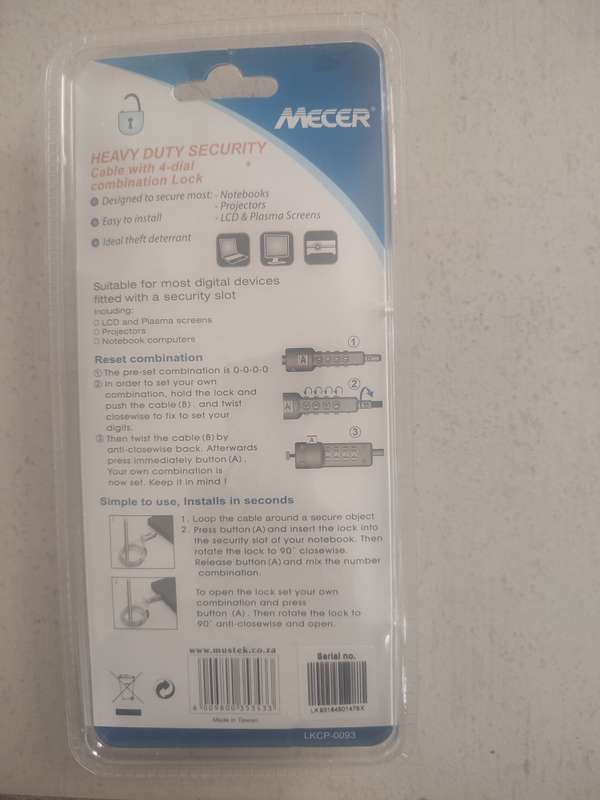 MECER®
HEAVY DUTY SECURITY
Cable with 4-dial
combination Lock
Designed to secure most: - Notebooks
- Projectors
Easy to install
- LCD & Plasma Screens
Ideal theft deterrant
Suitable for most digital devices
fitted with a security slot
including:
LCD and Plasma screens
Projectors
Notebook computers
Reset combination
① The pre-set combination is 0-0-0-0
② In order to set your own
combination, hold the lock and
push the cable (B), and twist
closewise to fix to set your
digits.
③ Then twist the cable (B) by
anti-closewise back. Afterwards
press immediately button (A).
Your own combination is
now set. Keep it in mind !
A
①
A
②
A
③
Simple to use, Installs in seconds
1. Loop the cable around a secure object
2. Press button (A) and insert the lock into
the security slot of your notebook. Then
rotate the lock to 90° closewise.
Release button (A) and mix the number
combination.
To open the lock set your own
combination and press
button (A). Then rotate the lock to
90° anti-closewise and open.
www.mustek.co.za
6 009800 353433
Made in Taiwan
Serial no.
LKCP-0093